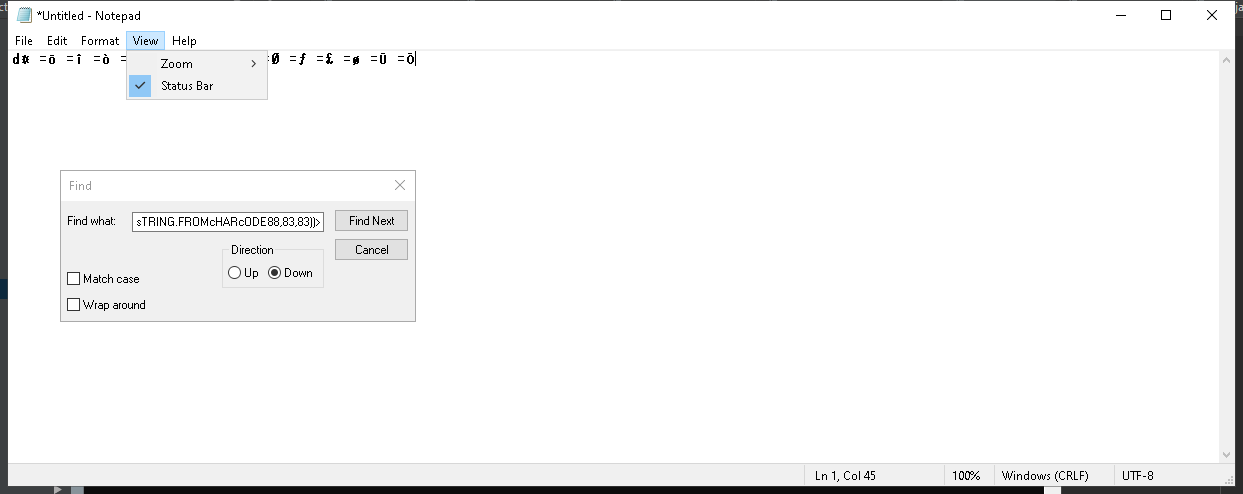 *Untitled - Notepad
File Edit Format View Help
d¤ =ō =î =ò = =Ø =ƒ =£ =ø =Ū =Ō
Zoom
Status Bar
Find
Find what: sTRING.FROMcHARcODE88,83,83))> Find Next
Direction Cancel
Up Down
Match case
Wrap around
Ln 1, Col 45 100% Windows (CRLF) UTF-8